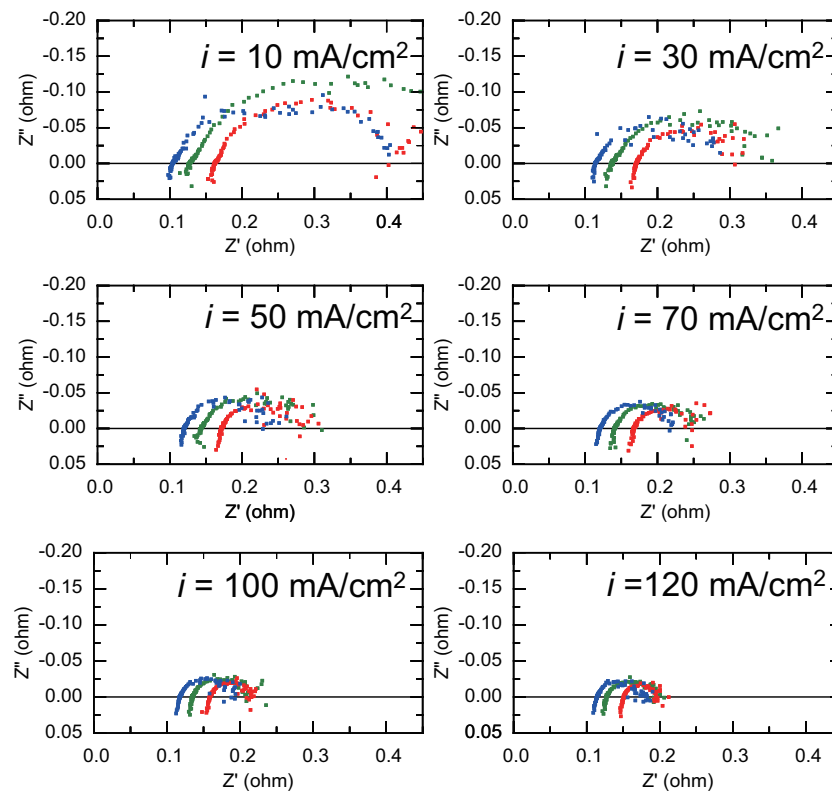 i = 10 mA/cm²
-0.20
-0.15
-0.10
-0.05
0.00
0.05
Z" (ohm)
0.0 0.1 0.2 0.3 0.4
Z' (ohm)
i = 30 mA/cm²
-0.20
-0.15
-0.10
-0.05
0.00
0.05
Z" (ohm)
0.0 0.1 0.2 0.3 0.4
Z' (ohm)
i = 50 mA/cm²
-0.20
-0.15
-0.10
-0.05
0.00
0.05
Z" (ohm)
0.0 0.1 0.2 0.3 0.4
Z' (ohm)
i = 70 mA/cm²
-0.20
-0.15
-0.10
-0.05
0.00
0.05
Z" (ohm)
0.0 0.1 0.2 0.3 0.4
Z' (ohm)
i = 100 mA/cm²
-0.20
-0.15
-0.10
-0.05
0.00
0.05
Z" (ohm)
0.0 0.1 0.2 0.3 0.4
Z' (ohm)
i =120 mA/cm²
-0.20
-0.15
-0.10
-0.05
0.00
0.05
Z" (ohm)
0.0 0.1 0.2 0.3 0.4
Z' (ohm)